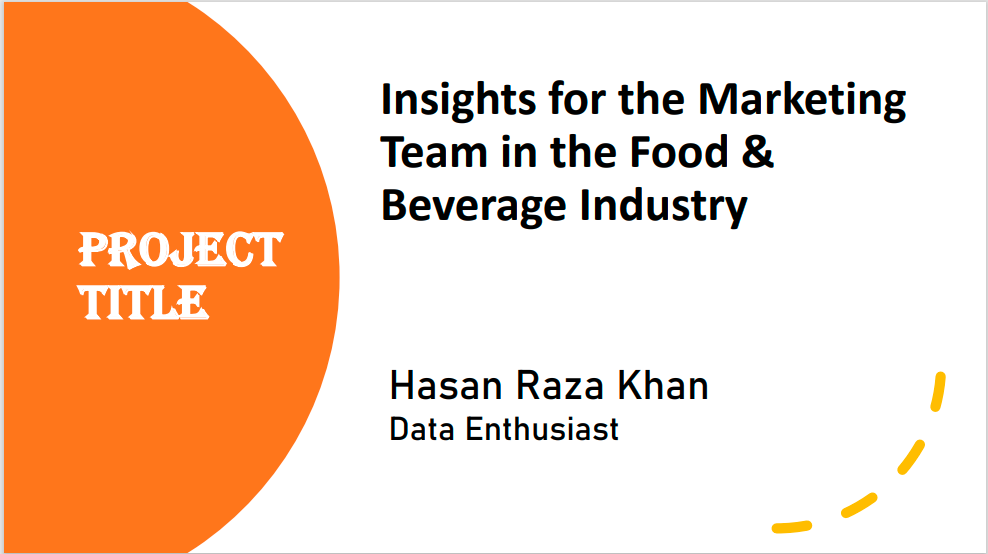 PROJECT
TITLE
Insights for the Marketing
Team in the Food &
Beverage Industry
Hasan Raza Khan
Data Enthusiast